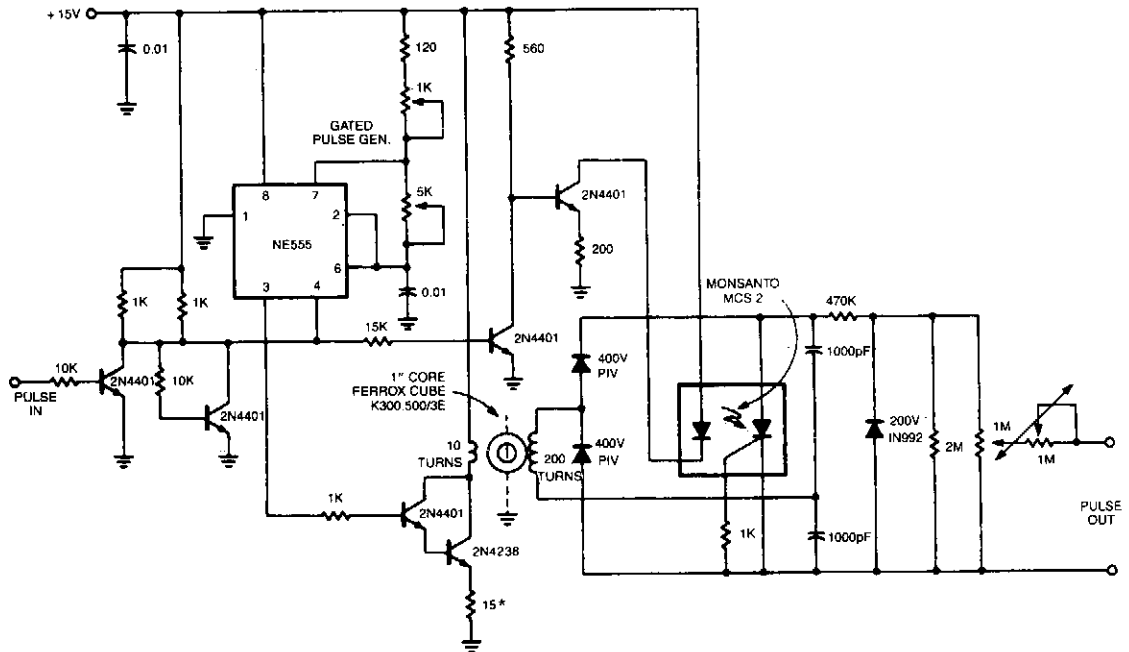 + 15V
0.01
120
1K
560
GATED
PULSE GEN.
8
7
5K
1
2
NE555
6
3
4
0.01
2N4401
200
1K
1K
15K
2N4401
MONSANTO
MCS 2
470K
10K
2N4401
10K
2N4401
PULSE
IN
1" CORE
FERROX CUBE
K300.500/3E
400V
PIV
1000pF
10
TURNS
1
200
TURNS
400V
PIV
200V
IN992
2M
1M
1M
1K
2N4401
2N4238
15*
1K
1000pF
PULSE
OUT